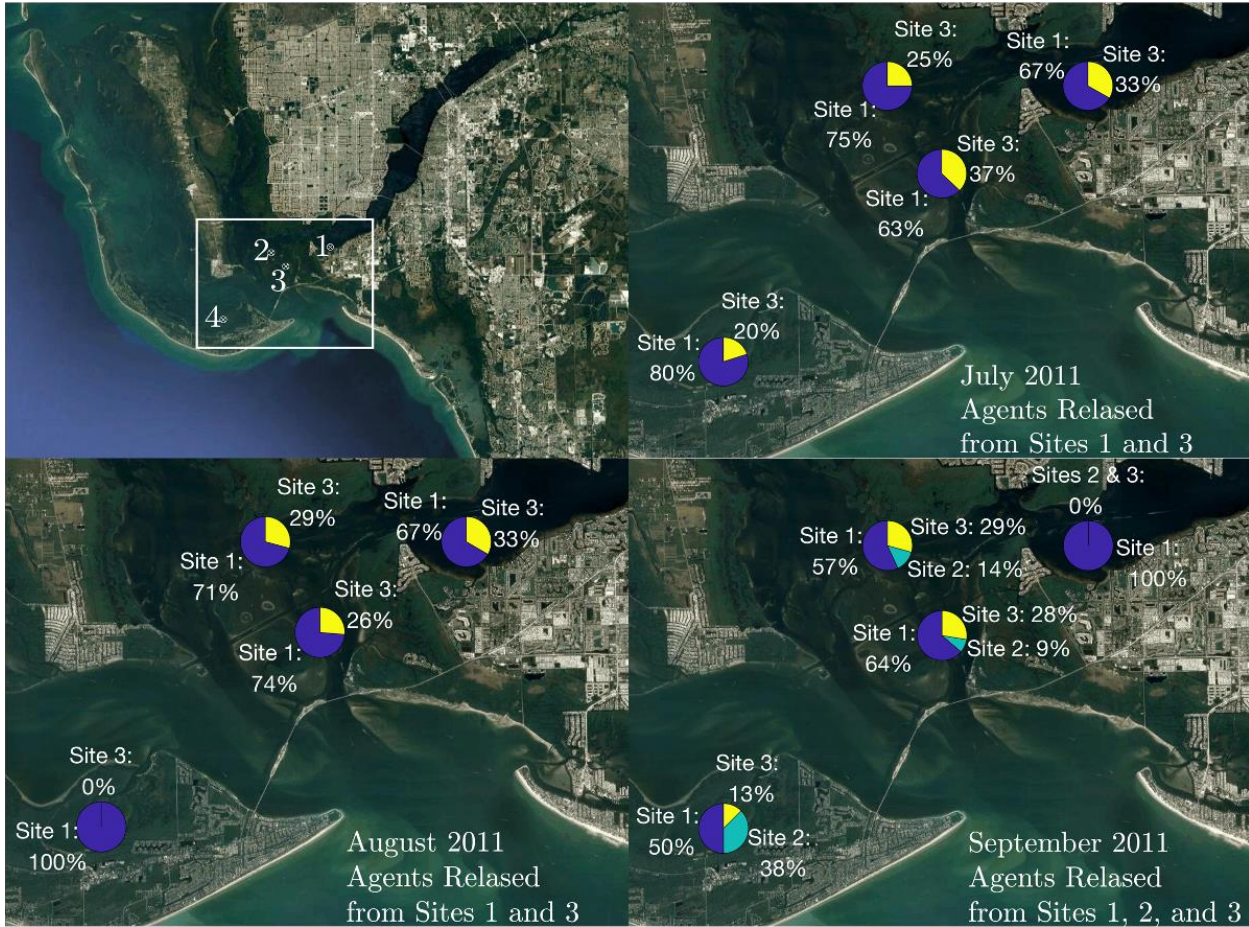 2
1
3
4
Site 3:
25%
Site 1:
75%
Site 1:
67%
Site 3:
33%
Site 3:
37%
Site 1:
63%
Site 3:
20%
Site 1:
80%
July 2011
Agents Relased
from Sites 1 and 3
Site 3:
29%
Site 1:
71%
Site 1:
67%
Site 3:
33%
Site 3:
26%
Site 1:
74%
Site 3:
0%
Site 1:
100%
August 2011
Agents Relased
from Sites 1 and 3
Sites 2 & 3:
0%
Site 1:
100%
Site 3: 29%
Site 1:
57%
Site 2: 14%
Site 3: 28%
Site 1:
64%
Site 2: 9%
Site 3:
13%
Site 1:
50%
Site 2:
38%
September 2011
Agents Relased
from Sites 1, 2, and 3